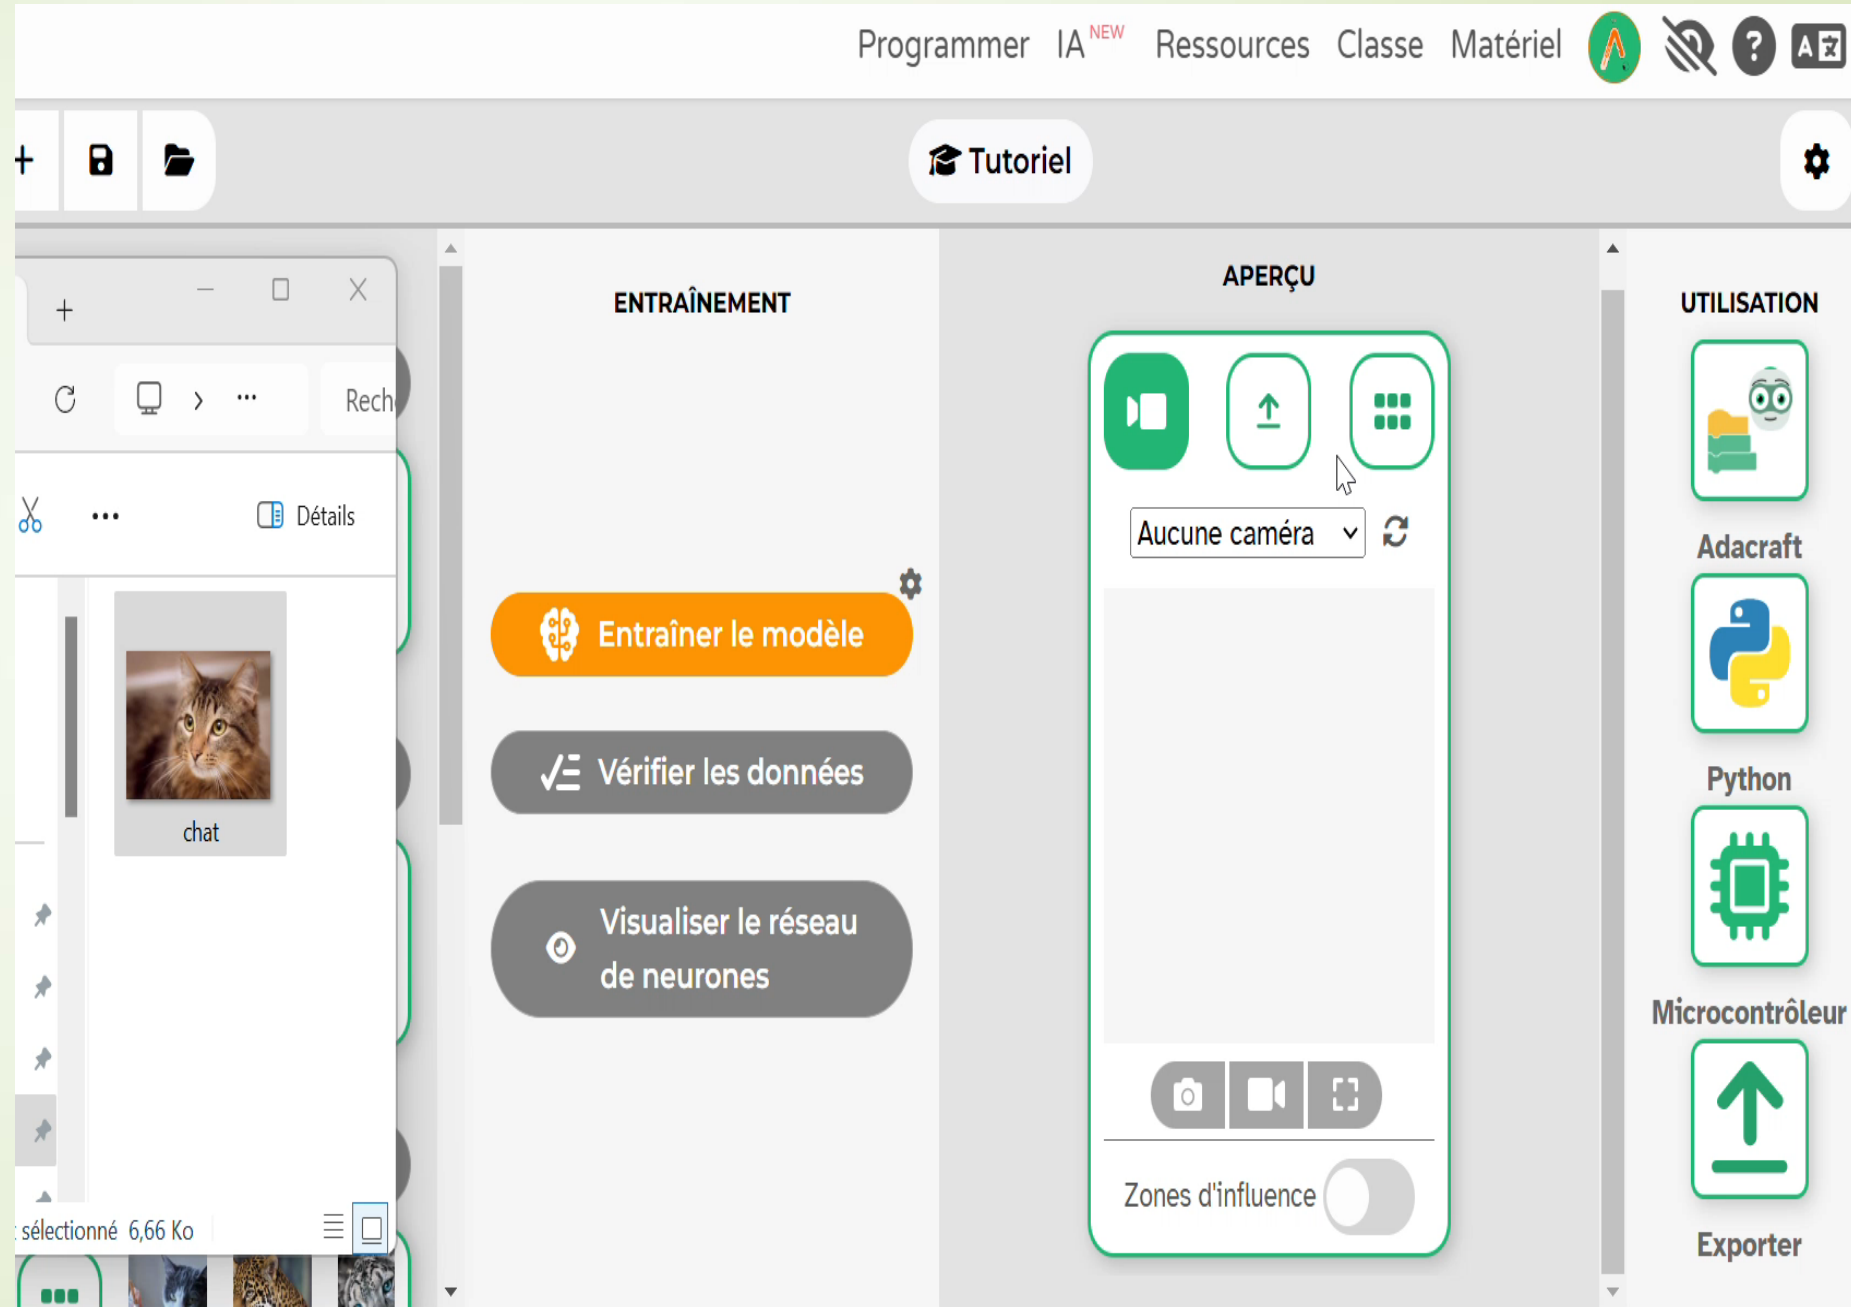 Programmer IA NEW Ressources Classe Matériel
Tutoriel
Rech
Détails
chat
sélectionné 6,66 Ko
ENTRAÎNEMENT
Entraîner le modèle
Vérifier les données
Visualiser le réseau
de neurones
APERÇU
Aucune caméra
Zones d'influence
UTILISATION
Adacraft
Python
Microcontrôleur
Exporter